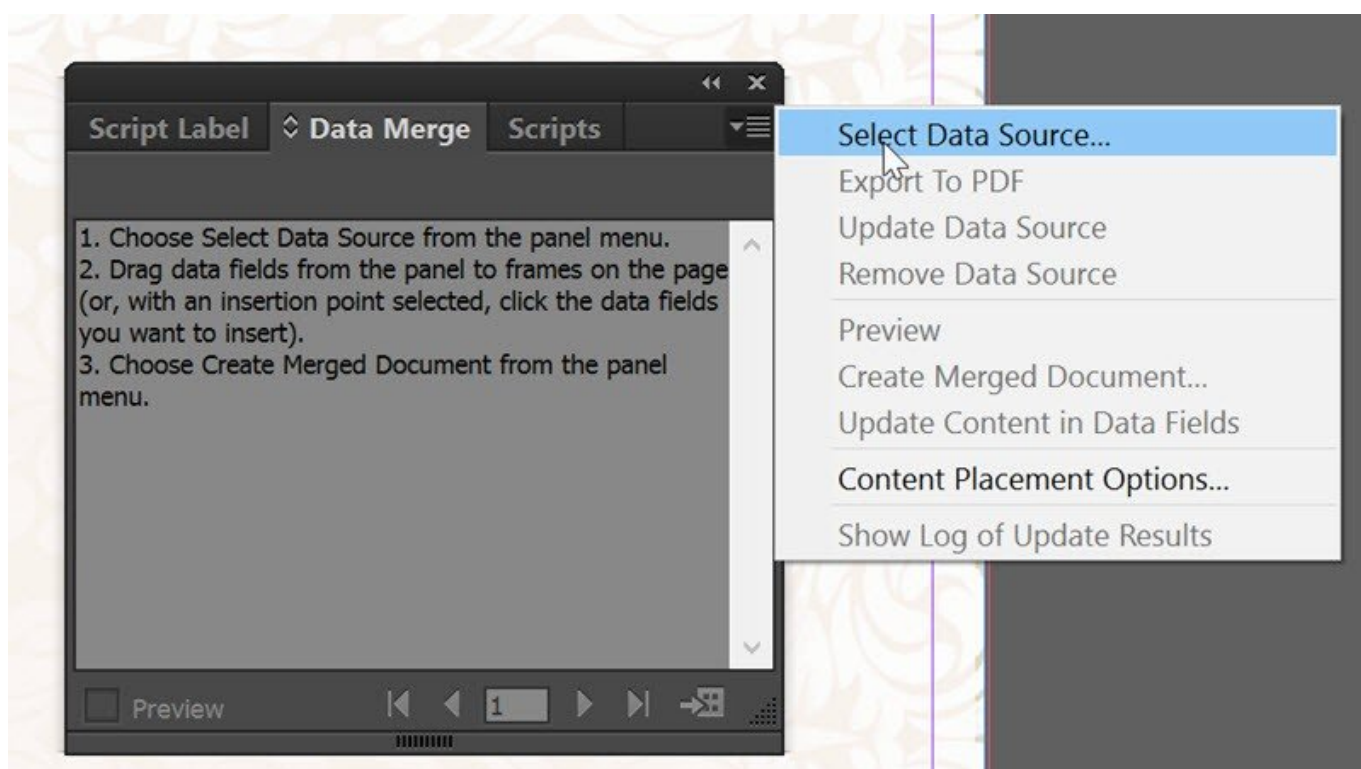 Script Label
Data Merge
Scripts
1. Choose Select Data Source from the panel menu.
2. Drag data fields from the panel to frames on the page
(or, with an insertion point selected, click the data fields
you want to insert).
3. Choose Create Merged Document from the panel
menu.
Preview
1
Select Data Source...
Export To PDF
Update Data Source
Remove Data Source
Preview
Create Merged Document...
Update Content in Data Fields
Content Placement Options...
Show Log of Update Results